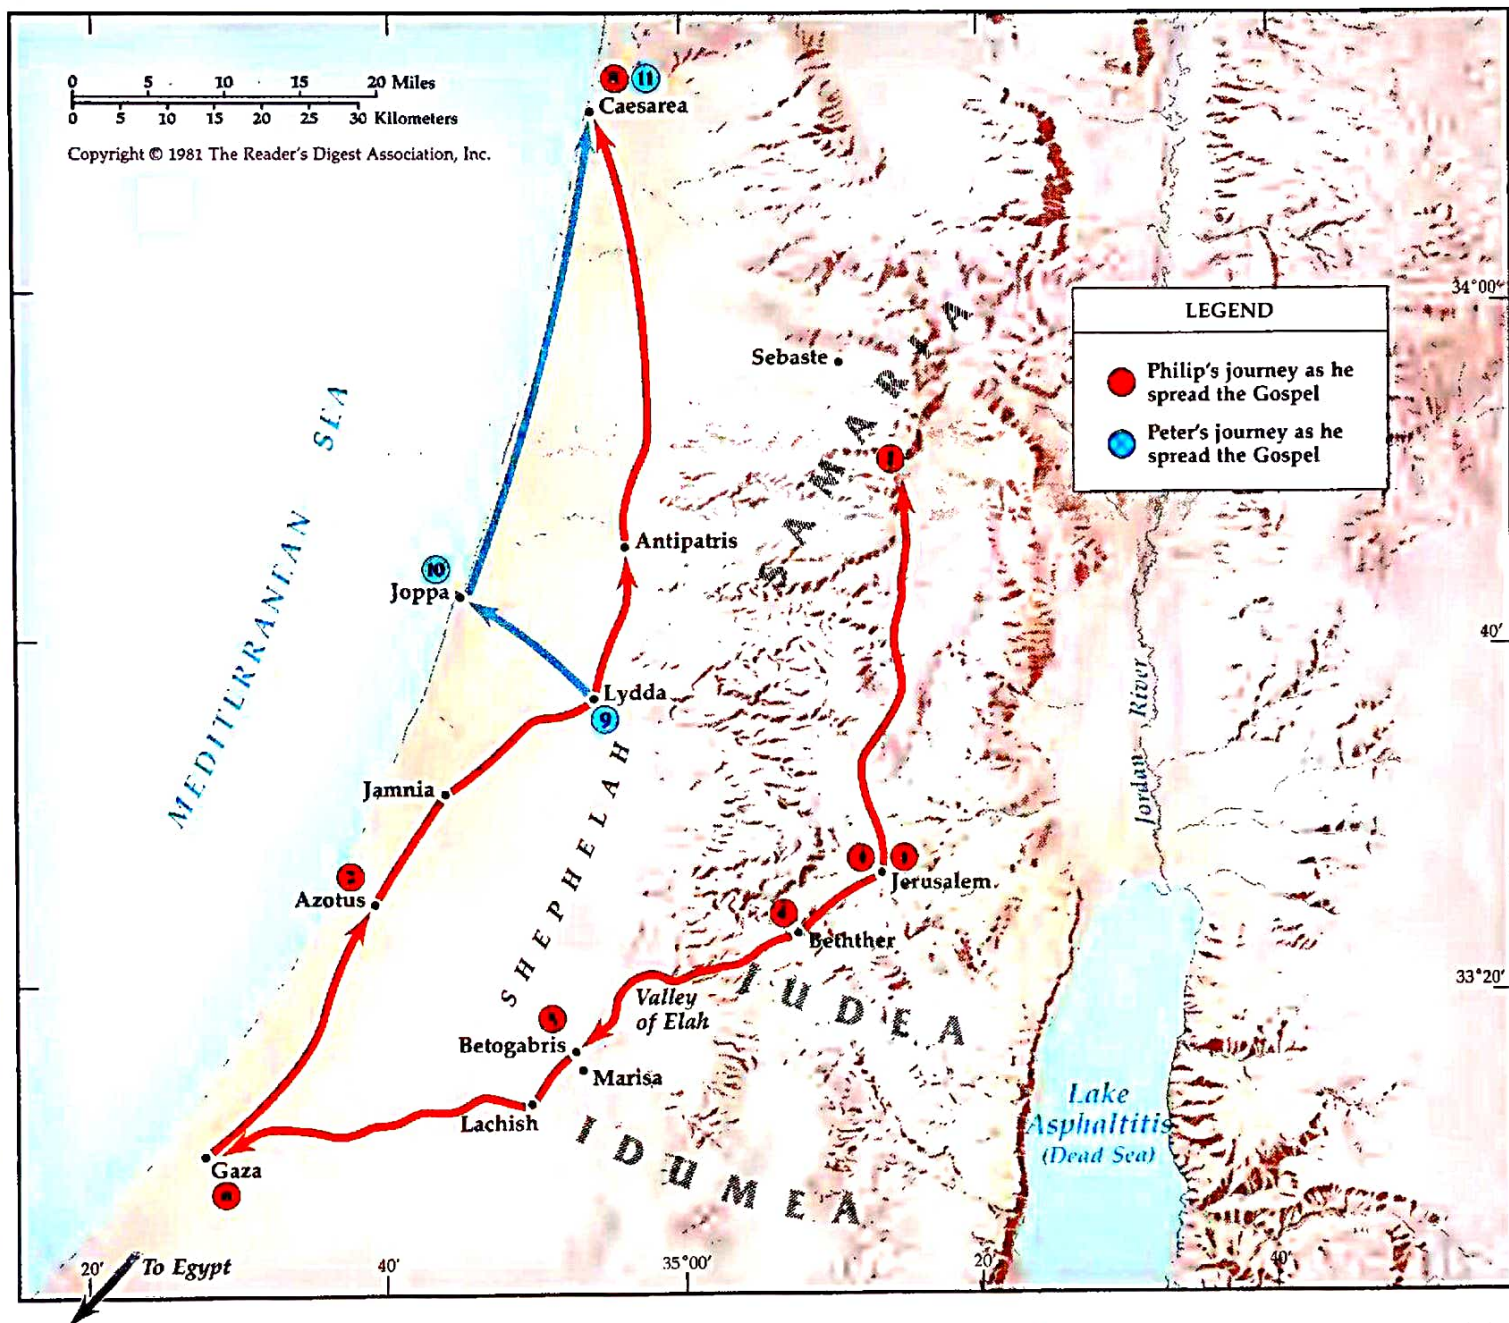 0 5 10 15 20 Miles
0 5 10 15 20 25 30 Kilometers
Copyright © 1981 The Reader's Digest Association, Inc.
8 11
Caesarea
34°00'
LEGEND
Philip's journey as he
spread the Gospel
Peter's journey as he
spread the Gospel
Sebaste
SAMARIA
MEDITERRANEAN SEA
Antipatris
10
Joppa
40'
Lydda
9
Jordan River
Jamnia
SHEPHELAH
Azotus
Jerusalem
Bethther
JUDEA
33°20'
Valley
of Elah
5
Betogabris
Marisa
Lachish
IDUMEA
Lake
Asphaltitis
(Dead Sea)
Gaza
To Egypt
20' 40' 35°00' 20' 40'